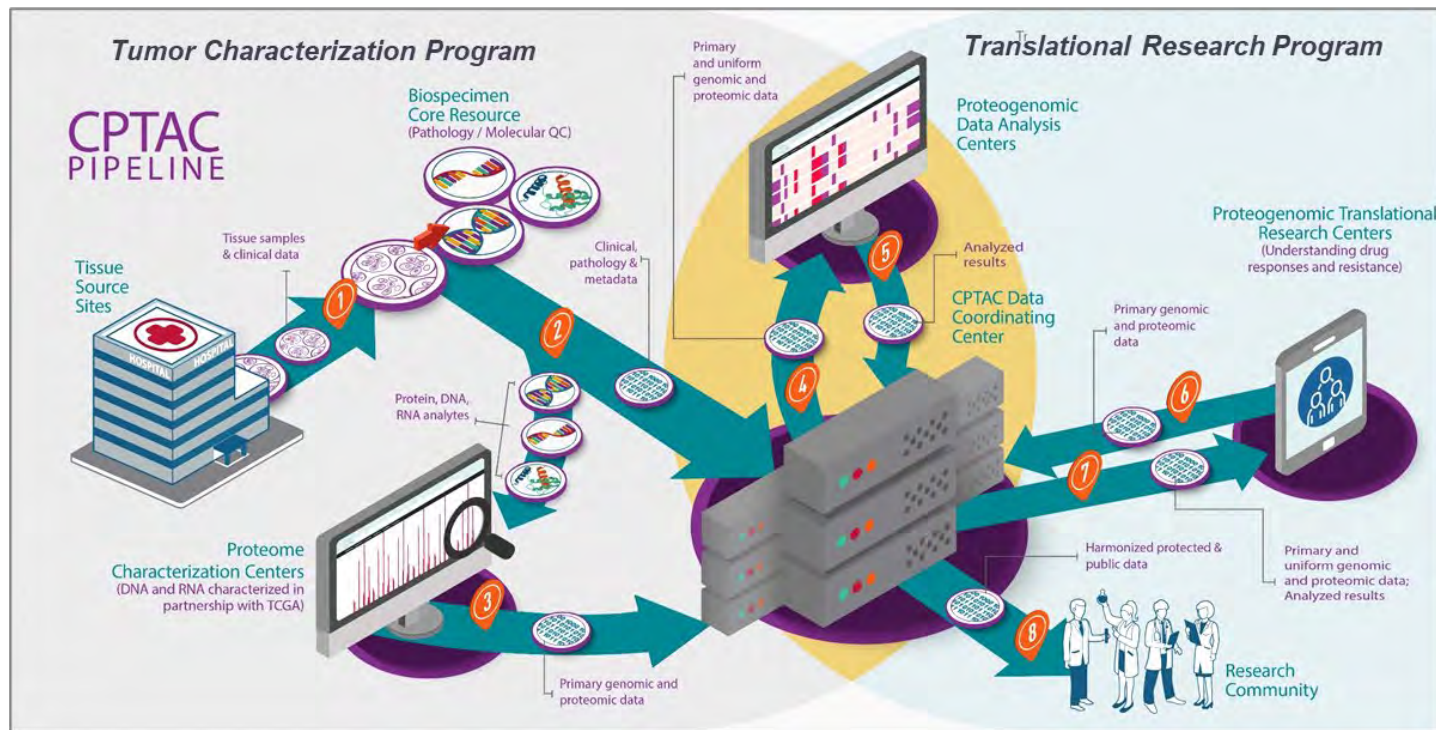 Tumor Characterization Program
Tr
Translational Research Program
CPTAC
PIPELINE
Biospecimen
Core Resource
(Pathology / Molecular QC)
Primary
and uniform
genomic and
proteomic data
Proteogenomic
Data Analysis
Centers
Tissue samples
& clinical data
Tissue
Source
Sites
HOSPITAL
HOSPITAL
1
2
Clinical,
pathology &
metadata
Protein, DNA,
RNA analytes
5
Analyzed
results
CPTAC Data
Coordinating
Center
4
Proteogenomic Translational
Research Centers
(Understanding drug
responses and resistance)
Primary genomic
and proteomic
data
6
7
Proteome
Characterization Centers
(DNA and RNA characterized in
partnership with TCGA)
3
Primary genomic and
proteomic data
Harmonized protected &
public data
Primary and
uniform genomic
and proteomic data;
Analyzed results
8
Research
Community